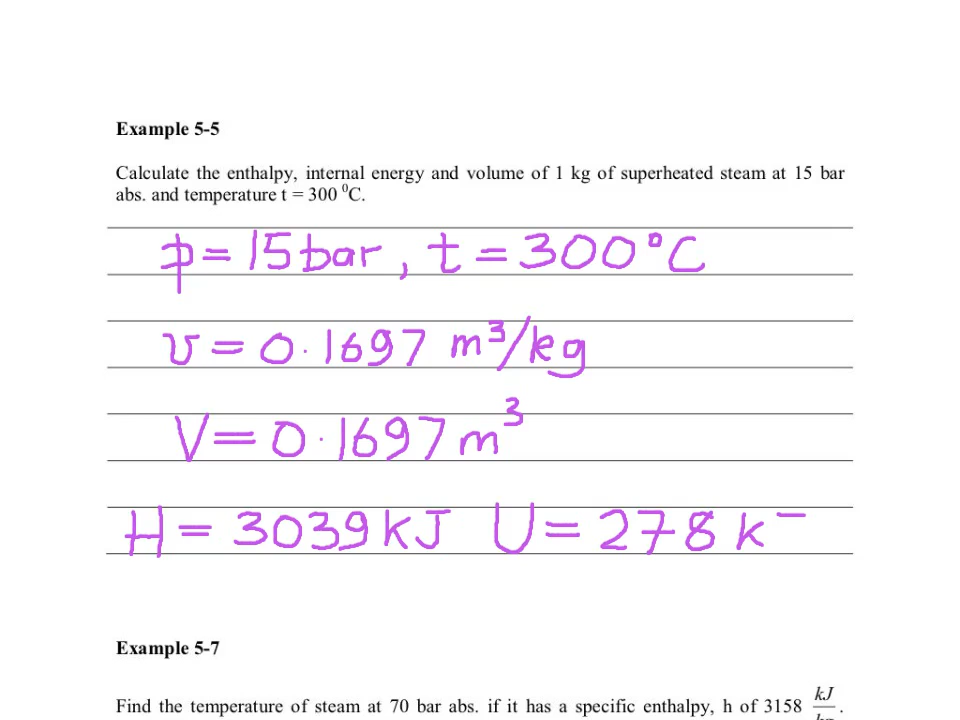 Example 5-5
Calculate the enthalpy, internal energy and volume of 1 kg of superheated steam at 15 bar
abs. and temperature t = 300 ⁰C.
p = 15 bar, t = 300°C
v = 0.1697 m³/kg
V = 0.1697 m³
H = 3039 kJ U = 278 k
Example 5-7
Find the temperature of steam at 70 bar abs. if it has a specific enthalpy, h of 3158 kJ/kg.